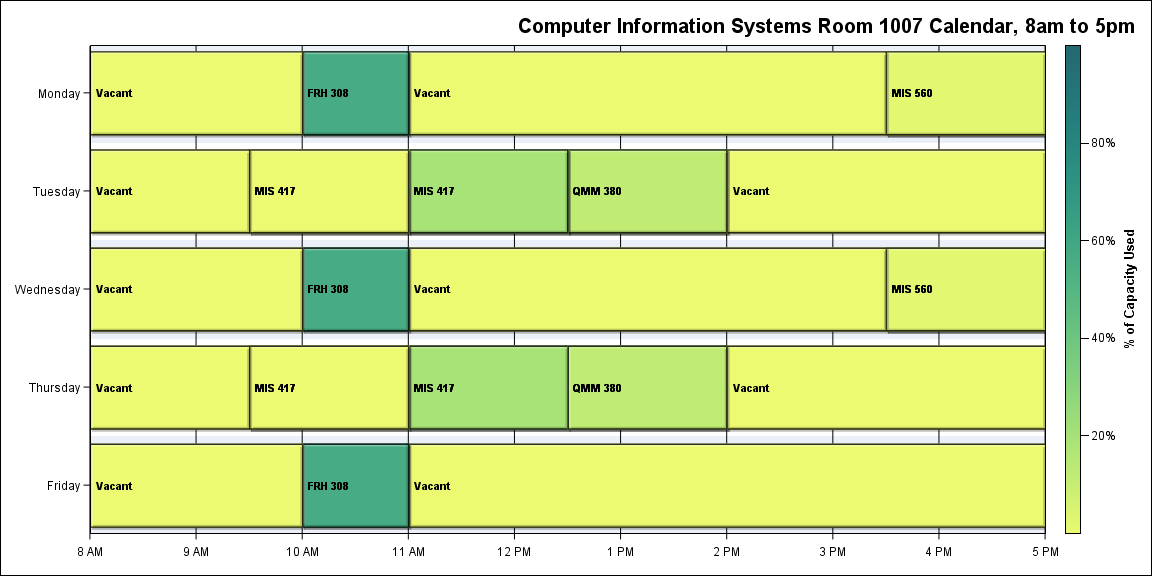 Computer Information Systems Room 1007 Calendar, 8am to 5pm
Monday
Vacant
FRH 308
Vacant
MIS 560
Tuesday
Vacant
MIS 417
MIS 417
QMM 380
Vacant
Wednesday
Vacant
FRH 308
Vacant
MIS 560
Thursday
Vacant
MIS 417
MIS 417
QMM 380
Vacant
Friday
Vacant
FRH 308
Vacant
8 AM
9 AM
10 AM
11 AM
12 PM
1 PM
2 PM
3 PM
4 PM
5 PM
80%
60%
40%
20%
% of Capacity Used